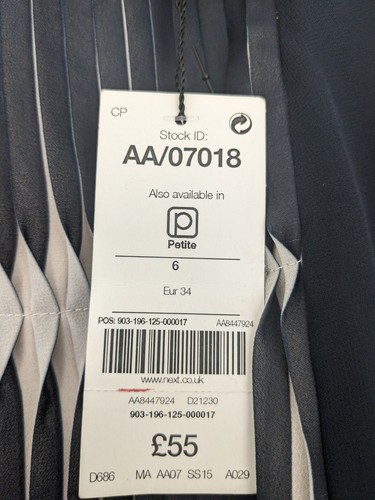 CP
Stock ID:
AA/07018
Also available in
p
Petite
6
Eur 34
POS: 903-196-125-000017 AA8447924
www.next.co.uk
AA8447924 D21230
903-196-125-000017
£55
D686 MA AA07 SS15 A029